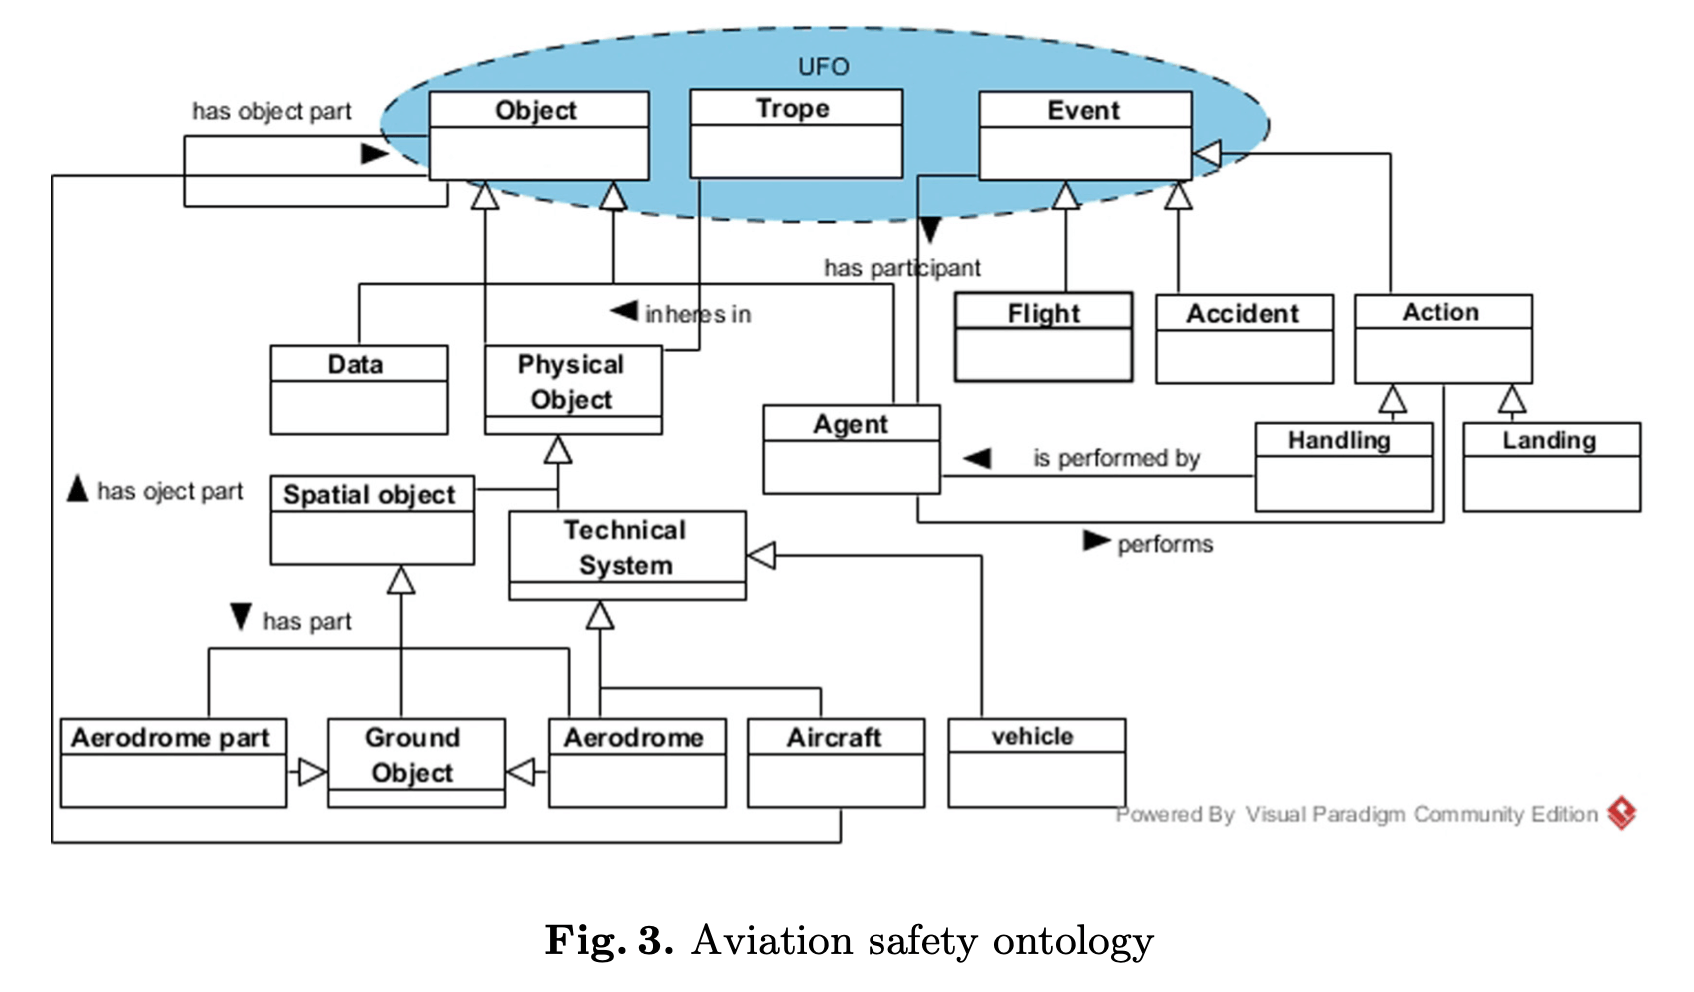 UFO
has object part
Object
Trope
Event
has participant
inheres in
Flight
Accident
Action
Data
Physical
Object
Agent
Handling
Landing
is performed by
has oject part
Spatial object
Technical
System
performs
has part
Aerodrome part
Ground
Object
Aerodrome
Aircraft
vehicle
Powered By Visual Paradigm Community Edition
Fig. 3. Aviation safety ontology